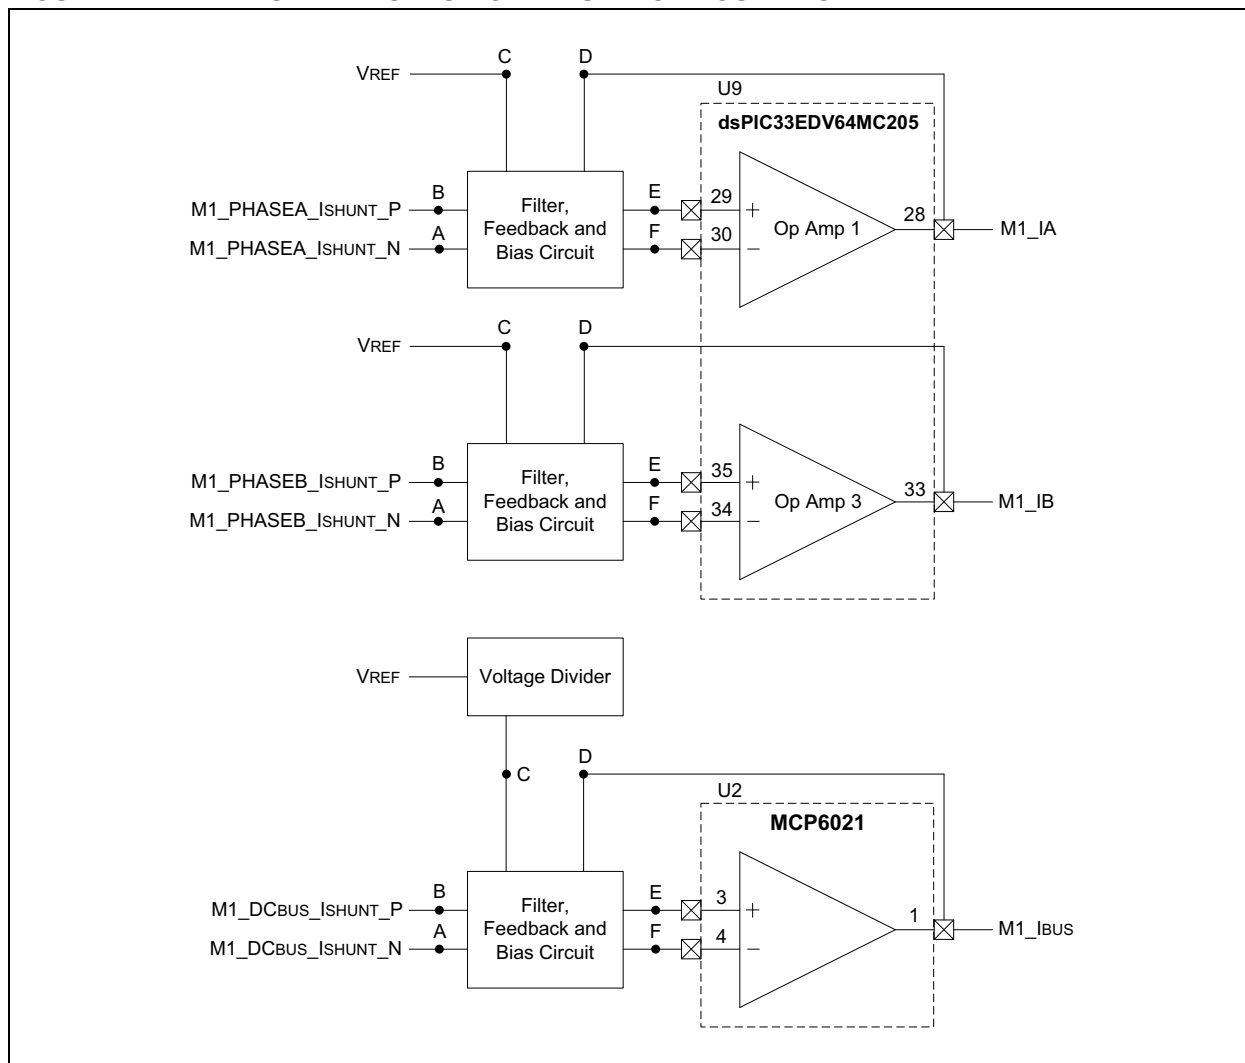 C
D
VREF
U9
dsPIC33EDV64MC205
M1_PHASEA_ISHUNT_P
B
Filter,
Feedback and
Bias Circuit
E
29
+
Op Amp 1
28
M1_IA
M1_PHASEA_ISHUNT_N
A
F
30
−
C
D
VREF
M1_PHASEB_ISHUNT_P
B
Filter,
Feedback and
Bias Circuit
E
35
+
Op Amp 3
33
M1_IB
M1_PHASEB_ISHUNT_N
A
F
34
−
VREF
Voltage Divider
C
D
U2
MCP6021
M1_DCBUS_ISHUNT_P
B
Filter,
Feedback and
Bias Circuit
E
3
+
1
M1_IBUS
M1_DCBUS_ISHUNT_N
A
F
4
−